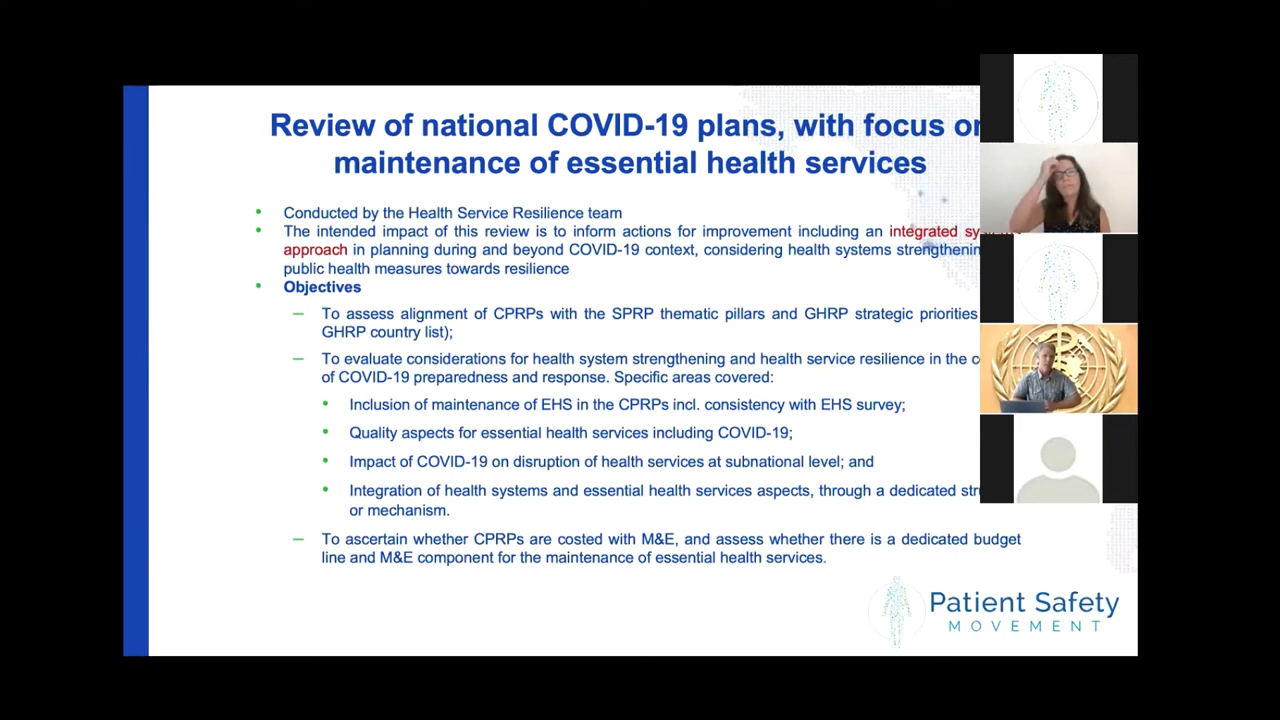 Review of national COVID-19 plans, with focus
maintenance of essential health services
• Conducted by the Health Service Resilience team
• The intended impact of this review is to inform actions for improvement including an integrated
approach in planning during and beyond COVID-19 context, considering health systems
public health measures towards resilience
• Objectives
– To assess alignment of CPRPs with the SPRP thematic pillars and GHRP strategic priorities
GHRP country list);
– To evaluate considerations for health system strengthening and health service resilience in the
of COVID-19 preparedness and response. Specific areas covered:
• Inclusion of maintenance of EHS in the CPRPs incl. consistency with EHS survey;
• Quality aspects for essential health services including COVID-19;
• Impact of COVID-19 on disruption of health services at subnational level; and
• Integration of health systems and essential health services aspects, through a dedicated
or mechanism.
– To ascertain whether CPRPs are costed with M&E, and assess whether there is a dedicated budget
line and M&E component for the maintenance of essential health services.
Patient Safety
MOVEMENT